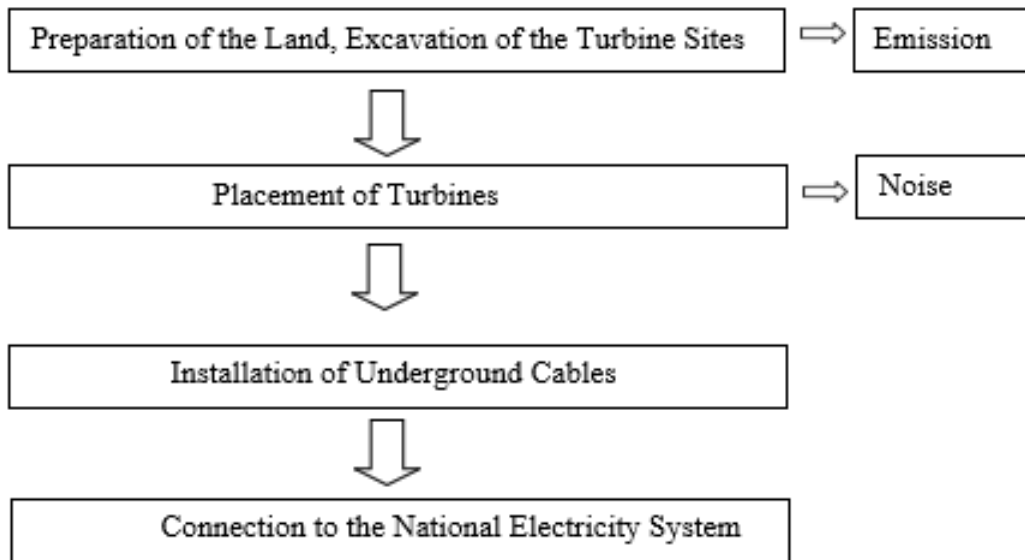 Preparation of the Land, Excavation of the Turbine Sites
Emission
Placement of Turbines
Noise
Installation of Underground Cables
Connection to the National Electricity System